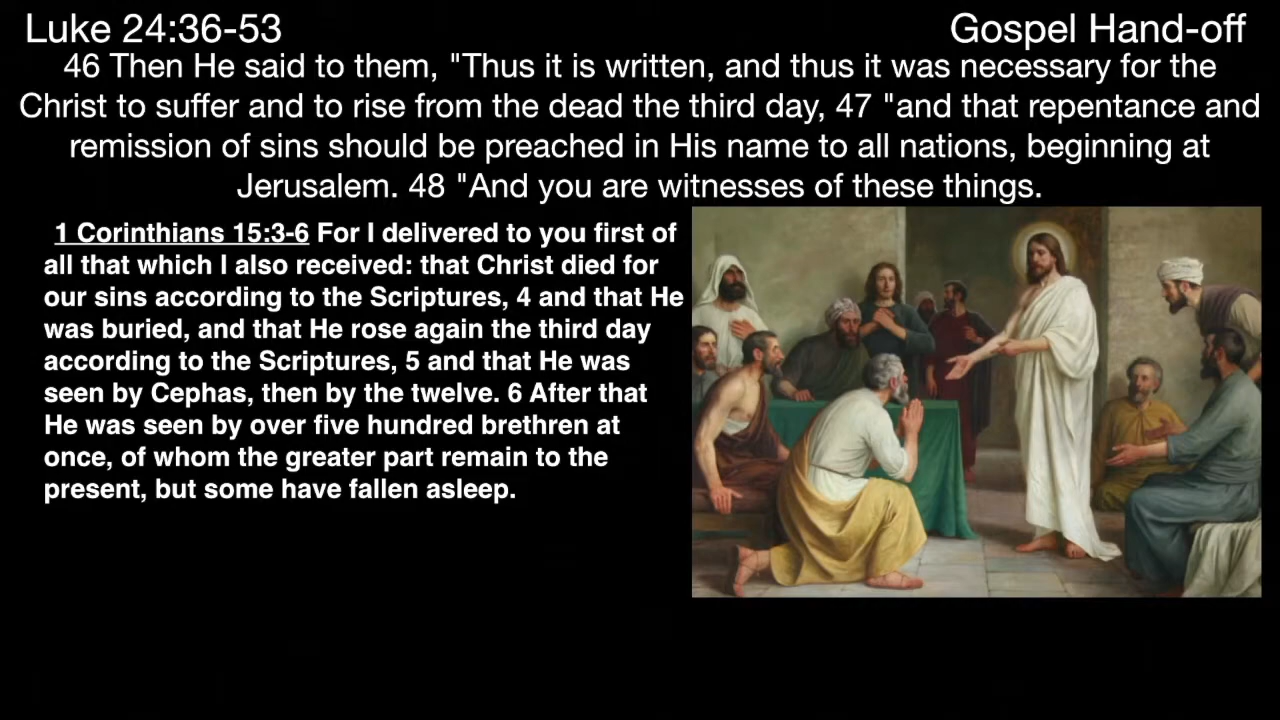 Luke 24:36-53 Gospel Hand-off
46 Then He said to them, "Thus it is written, and thus it was necessary for the
Christ to suffer and to rise from the dead the third day, 47 "and that repentance and
remission of sins should be preached in His name to all nations, beginning at
Jerusalem. 48 "And you are witnesses of these things.
1 Corinthians 15:3-6 For I delivered to you first of
all that which I also received: that Christ died for
our sins according to the Scriptures, 4 and that He
was buried, and that He rose again the third day
according to the Scriptures, 5 and that He was
seen by Cephas, then by the twelve. 6 After that
He was seen by over five hundred brethren at
once, of whom the greater part remain to the
present, but some have fallen asleep.